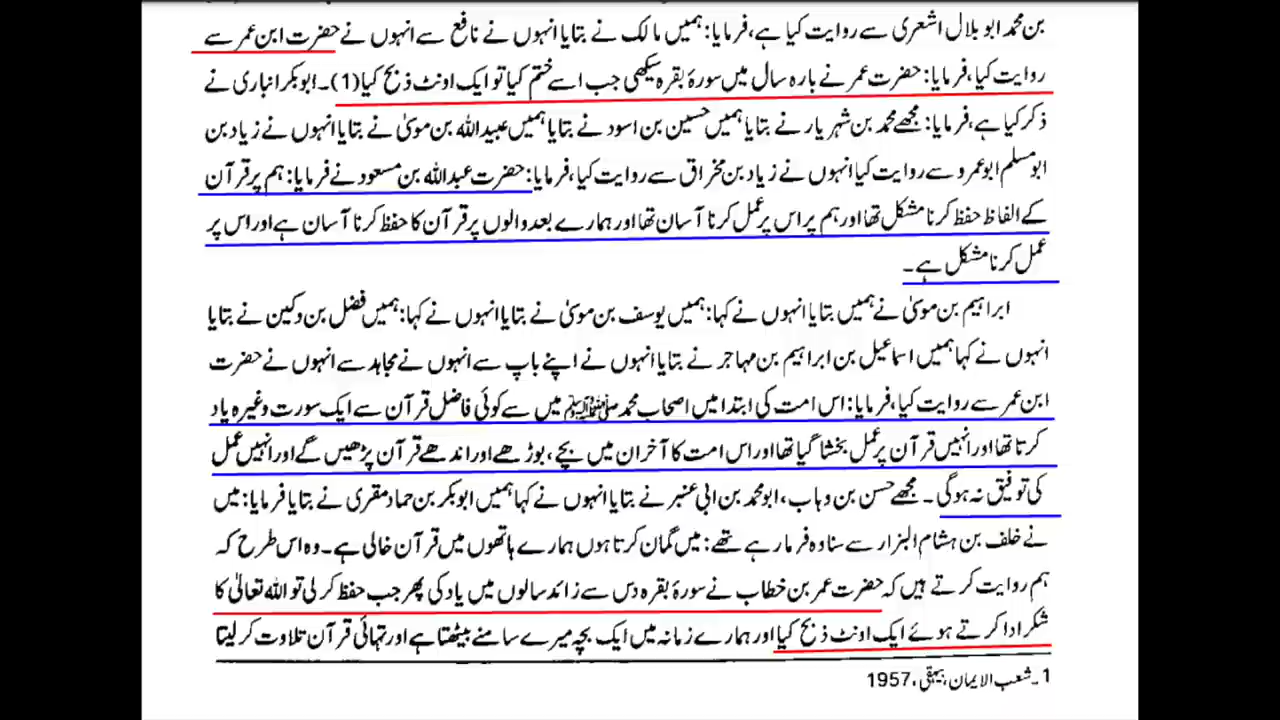 بن محمد ابو بلال اشعری سے روایت کیا ہے، فرمایا: ہمیں مالک نے بتایا انہوں نے نافع سے انہوں نے حضرت ابن عمر سے
روایت کیا، فرمایا: حضرت عمر نے بارہ سال میں سورۂ بقرہ سیکھی جب اسے ختم کیا تو ایک اونٹ ذبح کیا (1)۔ ابوبکر انباری نے
ذکر کیا ہے، فرمایا: مجھے محمد بن شہریار نے بتایا ہمیں حسین بن اسود نے بتایا ہمیں عبیداللہ بن موسیٰ نے بتایا انہوں نے زیاد بن
ابو مسلم ابو عمرو سے روایت کیا انہوں نے زیاد بن مخراق سے روایت کیا، فرمایا: حضرت عبداللہ بن مسعود نے فرمایا: ہم پر قرآن
کے الفاظ حفظ کرنا مشکل تھا اور ہم پر اس پر عمل کرنا آسان تھا اور ہمارے بعد والوں پر قرآن کا حفظ کرنا آسان ہے اور اس پر
عمل کرنا مشکل ہے۔
ابراہیم بن موسیٰ نے ہمیں بتایا انہوں نے کہا: ہمیں یوسف بن موسیٰ نے بتایا انہوں نے کہا: ہمیں فضل بن دکین نے بتایا
انہوں نے کہا ہمیں اسماعیل بن ابراہیم بن مہاجر نے بتایا انہوں نے اپنے باپ سے انہوں نے مجاہد سے انہوں نے حضرت
ابن عمر سے روایت کیا، فرمایا: اس امت کی ابتدا میں اصحاب محمد ﷺ میں سے کوئی فاضل قرآن سے ایک سورت وغیرہ یاد
کرتا تھا اور انہیں قرآن پر عمل بخشا گیا تھا اور اس امت کا آخر ان میں بچے، بوڑھے اور اندھے قرآن پڑھیں گے اور انہیں عمل
کی توفیق نہ ہوگی۔ مجھے حسن بن وہاب، ابو محمد بن ابی عنبر نے بتایا انہوں نے کہا ہمیں ابوبکر بن حماد مقری نے بتایا فرمایا: میں
نے خلف بن ہشام البزار سے سنا وہ فرما رہے تھے: میں گمان کرتا ہوں ہمارے ہاتھوں میں قرآن خالی ہے۔ وہ اس طرح کہ
ہم روایت کرتے ہیں کہ حضرت عمر بن خطاب نے سورۂ بقرہ دس سے زائد سالوں میں یاد کی پھر جب حفظ کر لی تو اللہ تعالیٰ کا
شکر ادا کرتے ہوئے ایک اونٹ ذبح کیا اور ہمارے زمانہ میں ایک بچہ میرے سامنے بیٹھتا ہے اور تہائی قرآن تلاوت کر لیتا
1۔ شعب الایمان، بیہقی، 1957